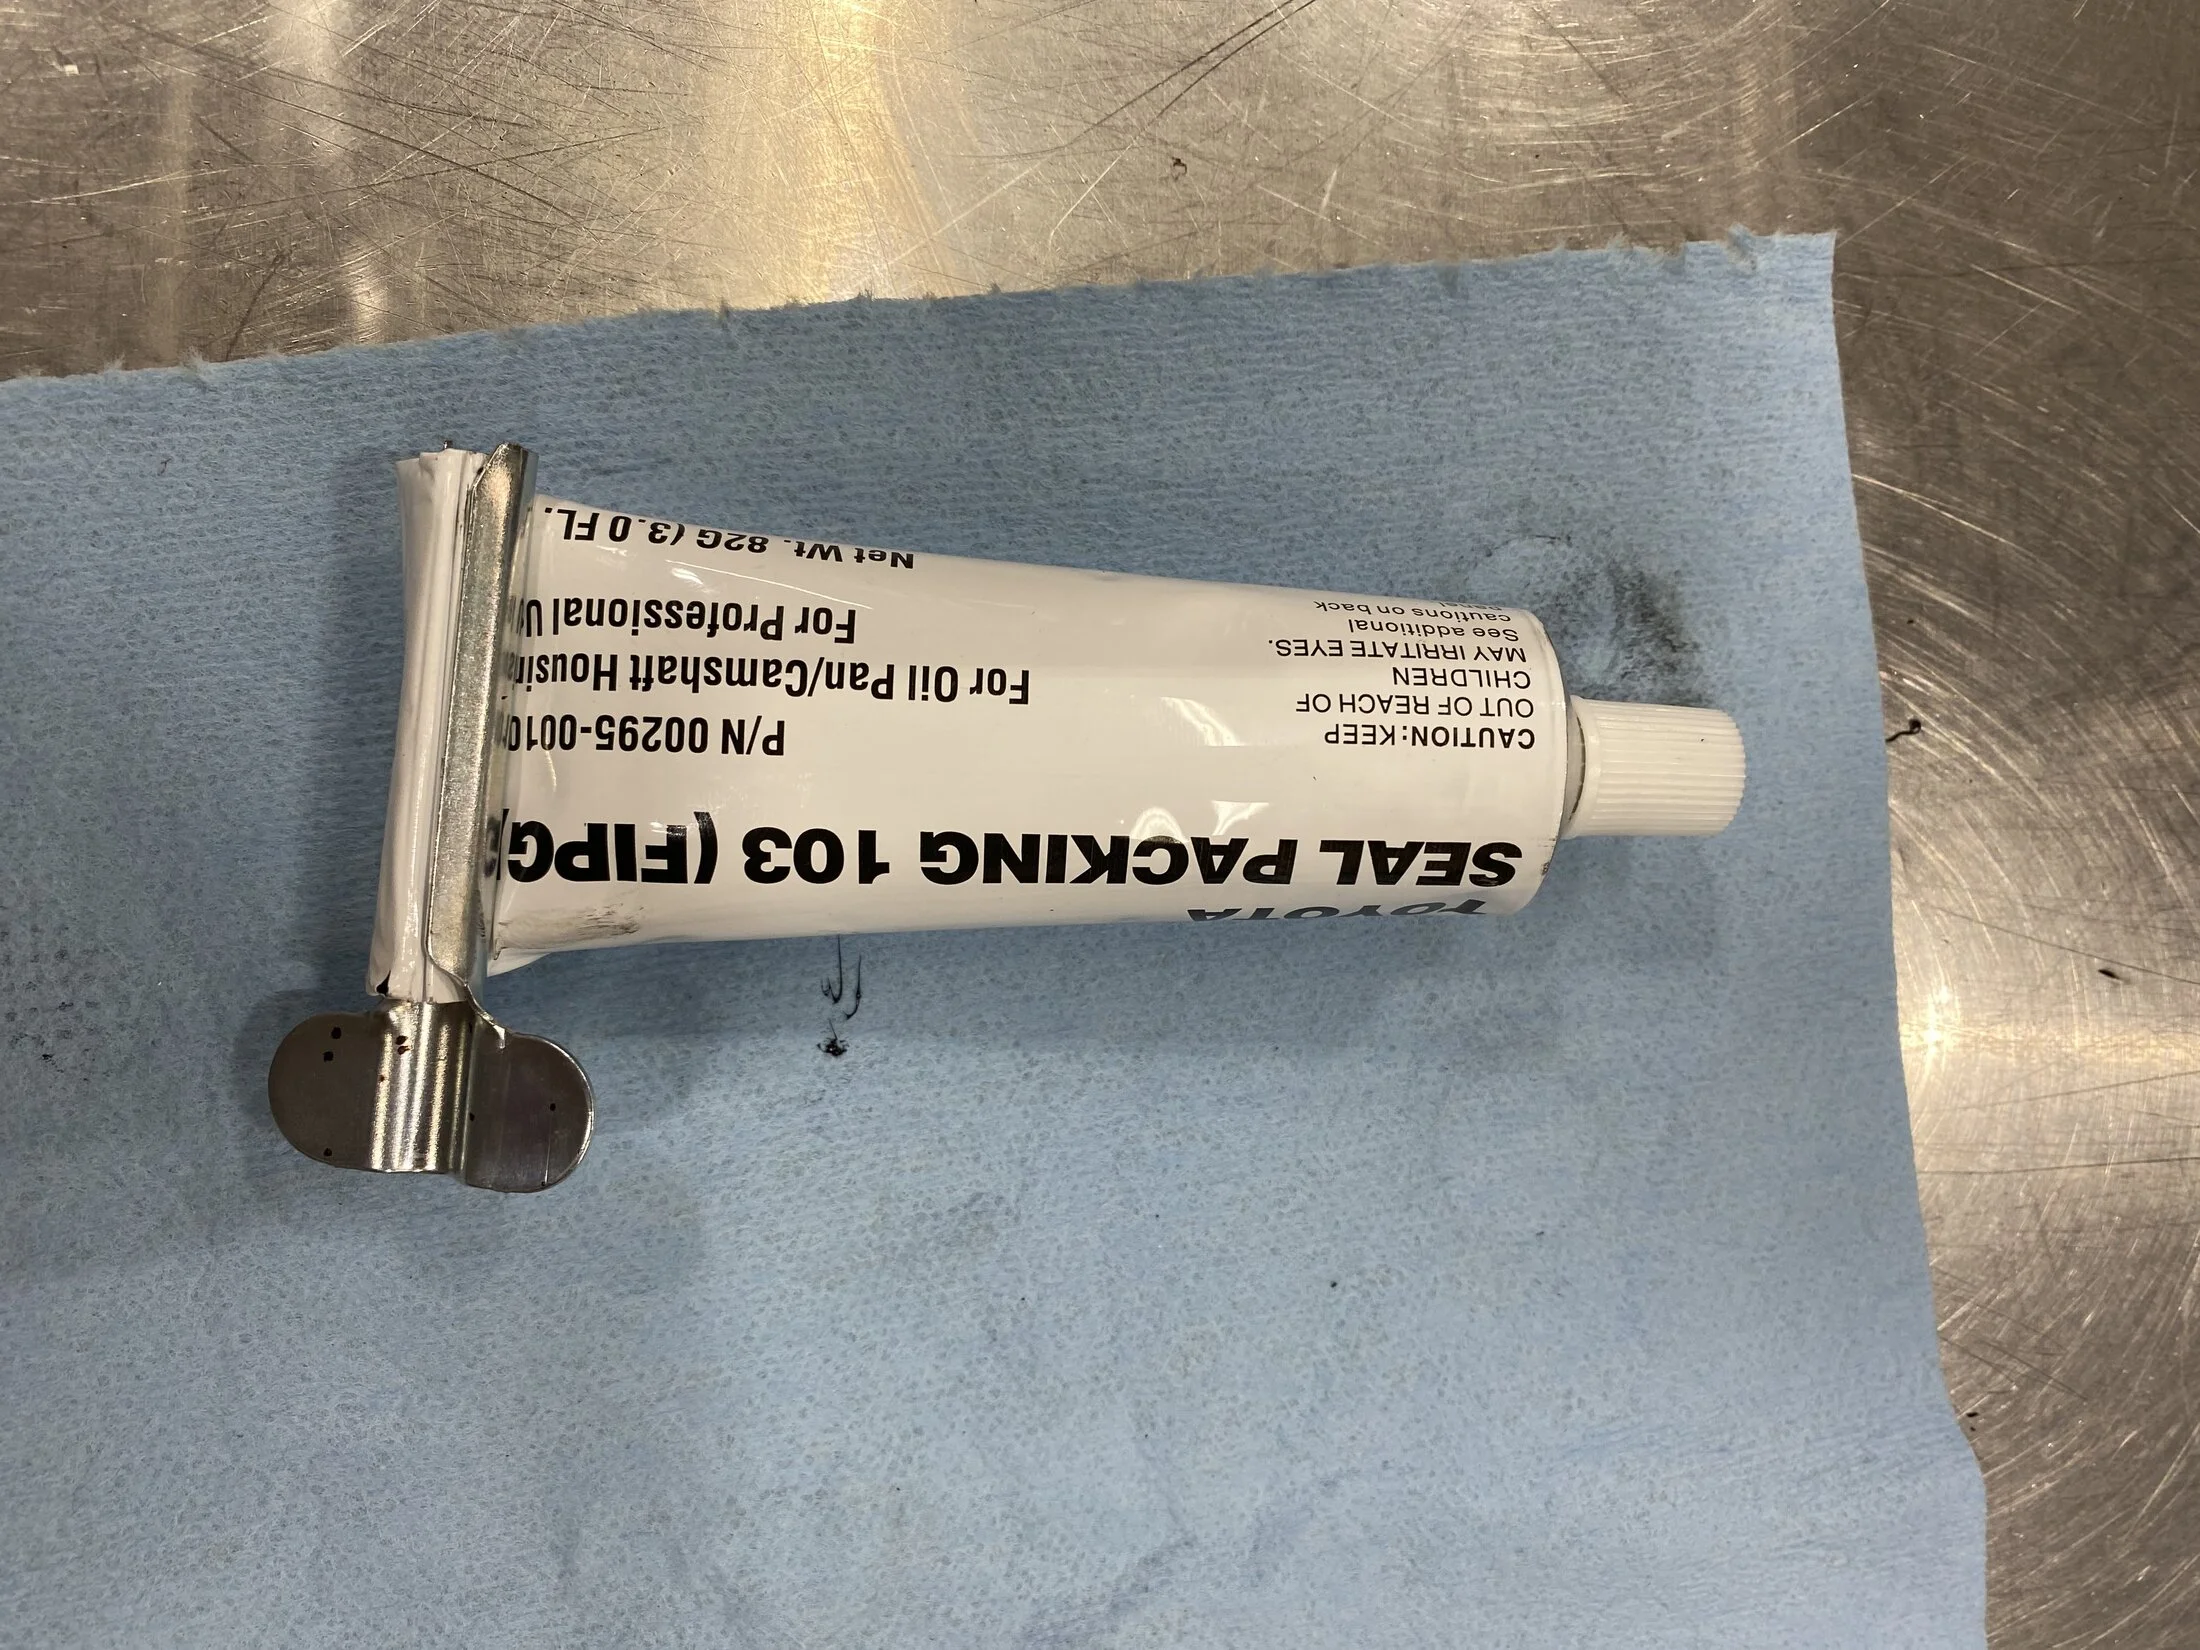 TOYOTA
SEAL PACKING 103 (FIPG)
P/N 00295-0010
For Oil Pan/Camshaft
For Professional
Net Wt. 82G (3.0 FL.
CAUTION: KEEP
OUT OF REACH OF
CHILDREN
MAY IRRITATE EYES.
See additional
cautions on back